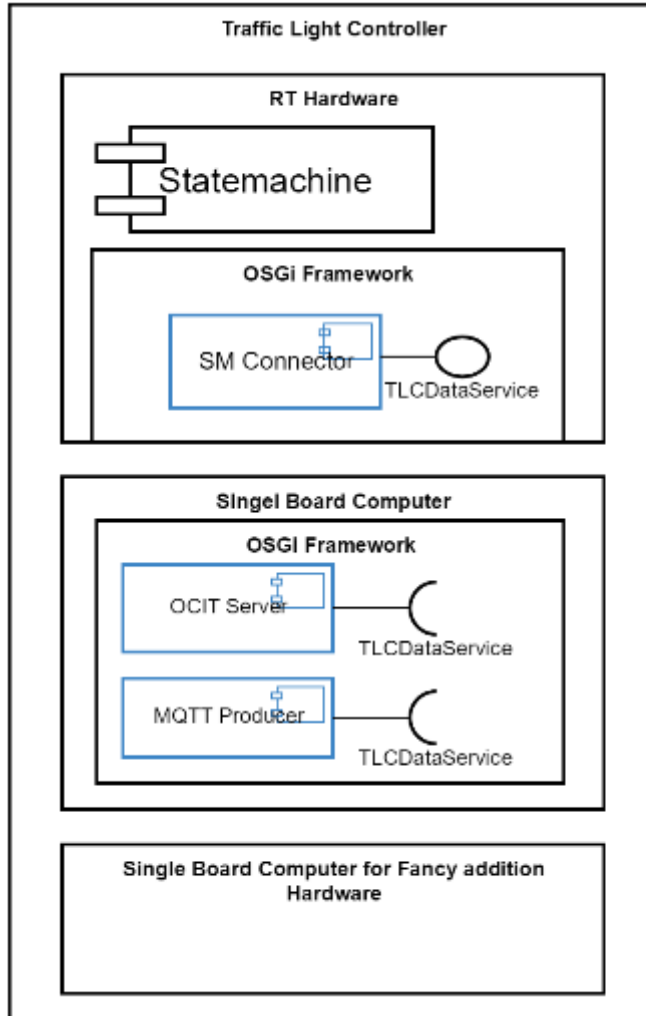 Traffic Light Controller
RT Hardware
Statemachine
OSGi Framework
SM Connector
TLCDataService
Singel Board Computer
OSGi Framework
OCIT Server
TLCDataService
MQTT Producer
TLCDataService
Single Board Computer for Fancy addition
Hardware